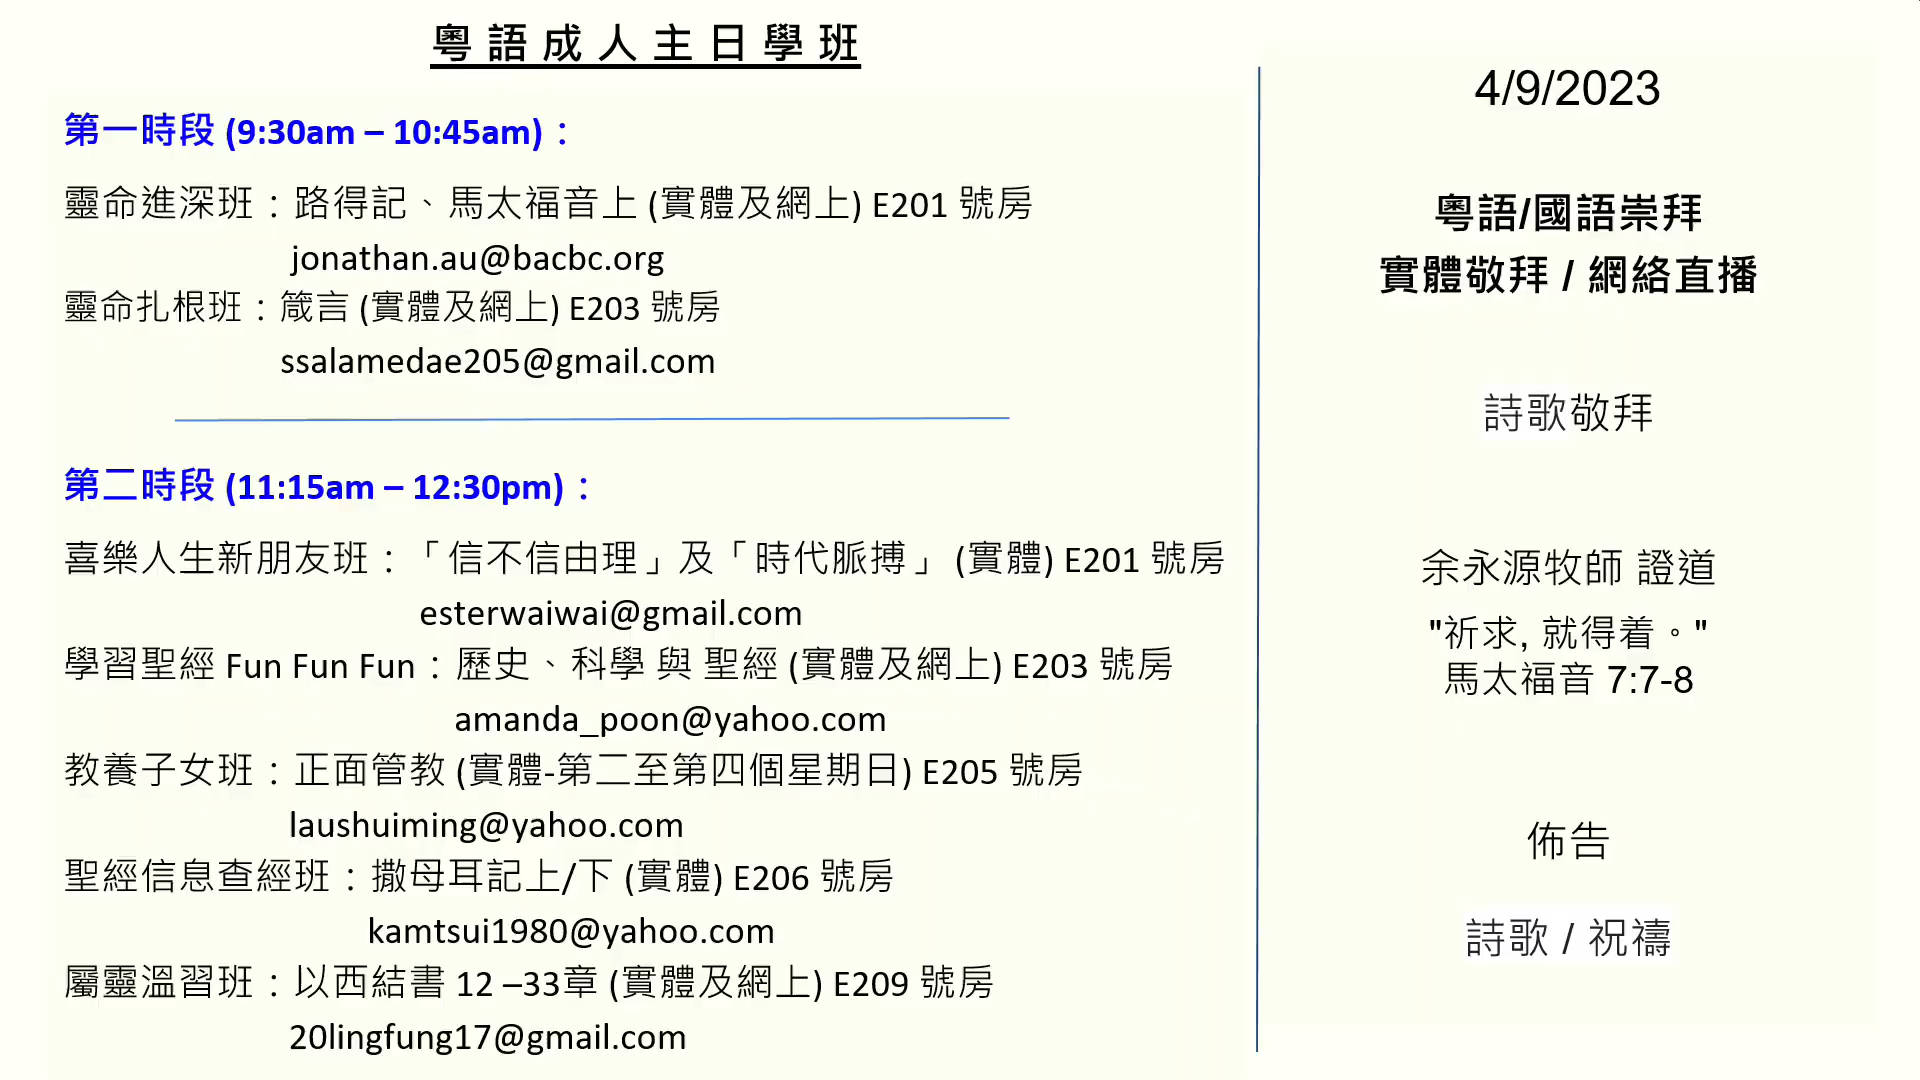 粵語成人主日學班
第一時段 (9:30am – 10:45am)：
靈命進深班：路得記、馬太福音上 (實體及網上) E201 號房
jonathan.au@bacbc.org
靈命扎根班：箴言 (實體及網上) E203 號房
ssalamedae205@gmail.com
第二時段 (11:15am – 12:30pm)：
喜樂人生新朋友班：「信不信由理」及「時代脈搏」 (實體) E201 號房
esterwaiwai@gmail.com
學習聖經 Fun Fun Fun：歷史、科學 與 聖經 (實體及網上) E203 號房
amanda_poon@yahoo.com
教養子女班：正面管教 (實體-第二至第四個星期日) E205 號房
laushuiming@yahoo.com
聖經信息查經班：撒母耳記上/下 (實體) E206 號房
kamtsui1980@yahoo.com
屬靈溫習班：以西結書 12 –33章 (實體及網上) E209 號房
20lingfung17@gmail.com
4/9/2023
粵語/國語崇拜
實體敬拜 / 網絡直播
詩歌敬拜
余永源牧師 證道
"祈求, 就得着。"
馬太福音 7:7-8
佈告
詩歌 / 祝禱